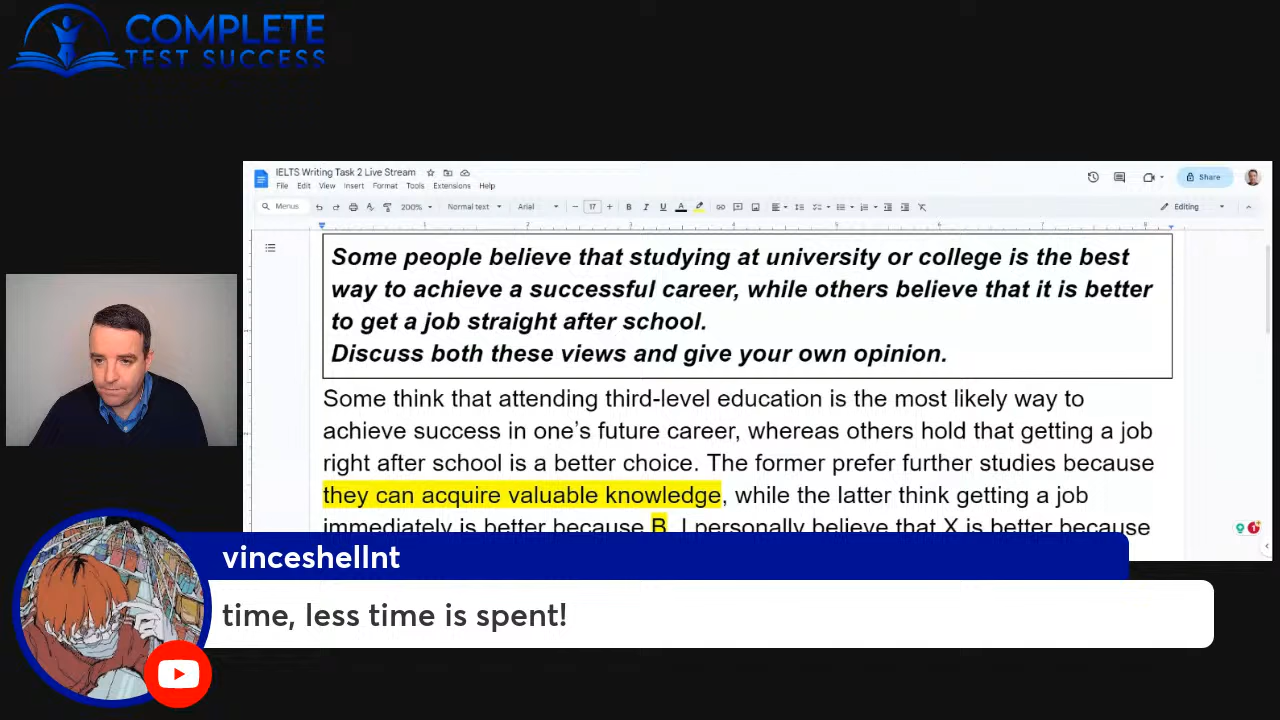 COMPLETE
TEST SUCCESS
IELTS Writing Task 2 Live Stream
File Edit View Insert Format Tools Extensions Help
Share
Menus
200%
Normal text
Arial
17
Editing
Some people believe that studying at university or college is the best
way to achieve a successful career, while others believe that it is better
to get a job straight after school.
Discuss both these views and give your own opinion.
Some think that attending third-level education is the most likely way to
achieve success in one's future career, whereas others hold that getting a job
right after school is a better choice. The former prefer further studies because
they can acquire valuable knowledge, while the latter think getting a job
immediately is better because B. I personally believe that X is better because
vinceshellnt
time, less time is spent!